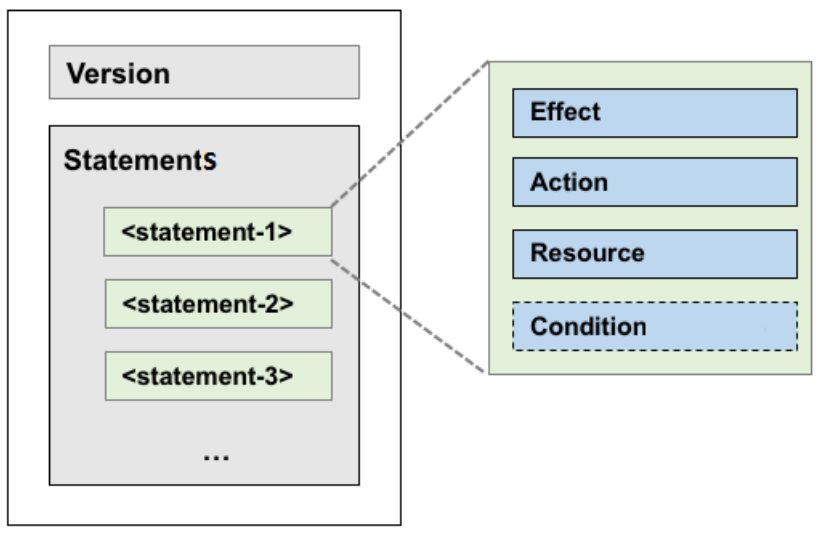 Version
Statements
<statement-1>
<statement-2>
<statement-3>
...
Effect
Action
Resource
Condition